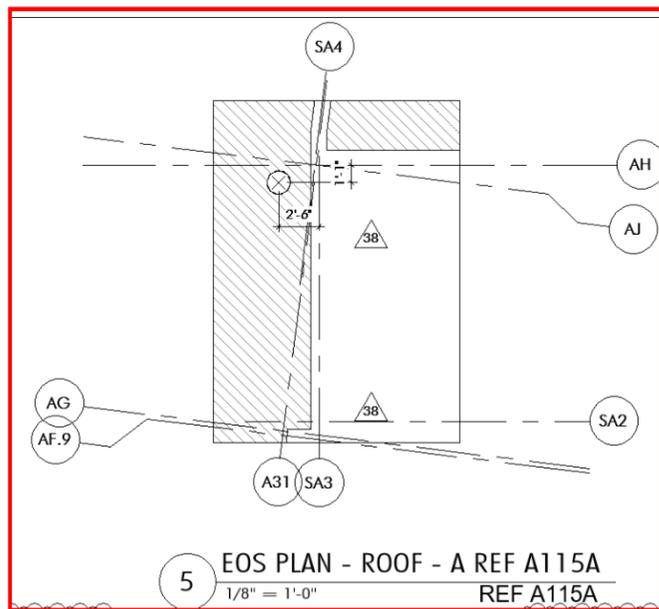 SA4
AH
1'-1"
2'-6"
38
AJ
AG
38
SA2
AF.9
A31
SA3
5
EOS PLAN - ROOF - A REF A115A
1/8" = 1'-0"
REF A115A